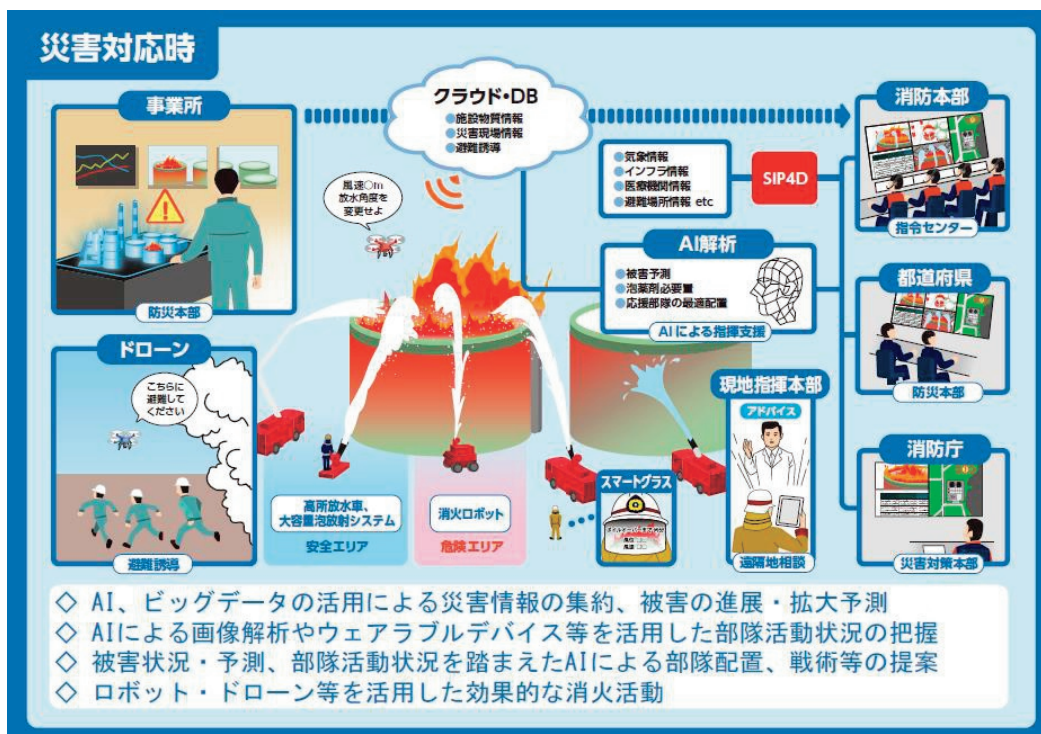 災害対応時
事業所
防災本部
クラウド・DB
●施設物質情報
●災害現場情報
●避難誘導
風速○m
放水角度を
変更せよ
●気象情報
●インフラ情報
●医療機関情報
●避難場所情報 etc
SIP4D
消防本部
指令センター
AI解析
●被害予測
●泡薬剤必要量
●応援部隊の最適配置
AIによる指揮支援
都道府県
防災本部
ドローン
こちらに
避難して
ください
避難誘導
高所放水車、
大容量泡放射システム
安全エリア
消火ロボット
危険エリア
スマートグラス
現地指揮本部
アドバイス
遠隔地相談
消防庁
災害対策本部
◇ AI、ビッグデータの活用による災害情報の集約、被害の進展・拡大予測
◇ AIによる画像解析やウェアラブルデバイス等を活用した部隊活動状況の把握
◇ 被害状況・予測、部隊活動状況を踏まえたAIによる部隊配置、戦術等の提案
◇ ロボット・ドローン等を活用した効果的な消火活動